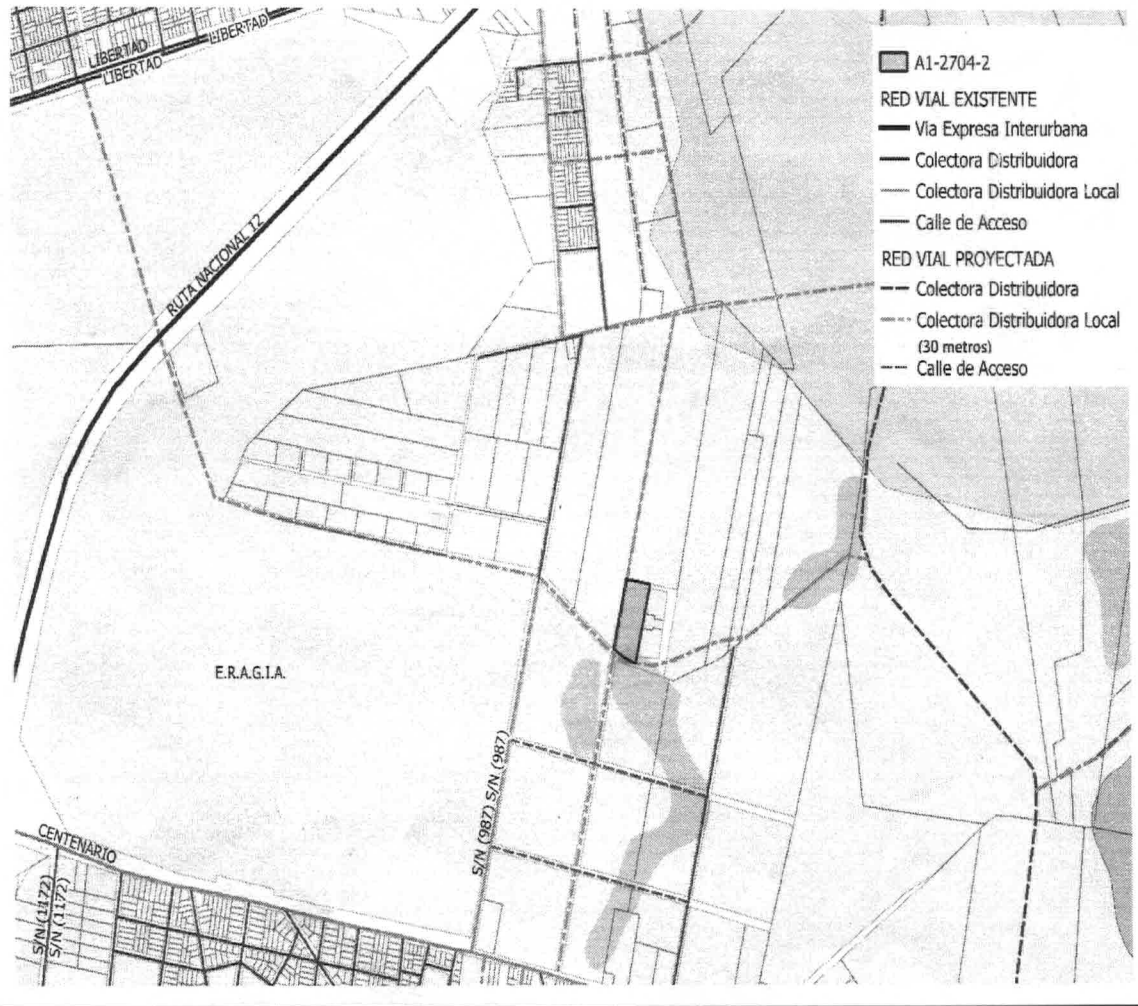 LIBERTAD
LIBERTAD
LIBERTAD
RUTA NACIONAL 12
A1-2704-2
RED VIAL EXISTENTE
Vía Expresa Interurbana
Colectora Distribuidora
Colectora Distribuidora Local
Calle de Acceso
RED VIAL PROYECTADA
Colectora Distribuidora
Colectora Distribuidora Local
(30 metros)
Calle de Acceso
E.R.A.G.I.A.
S/N (987) S/N (987)
CENTENARIO
S/N (1172)
S/N (1172)